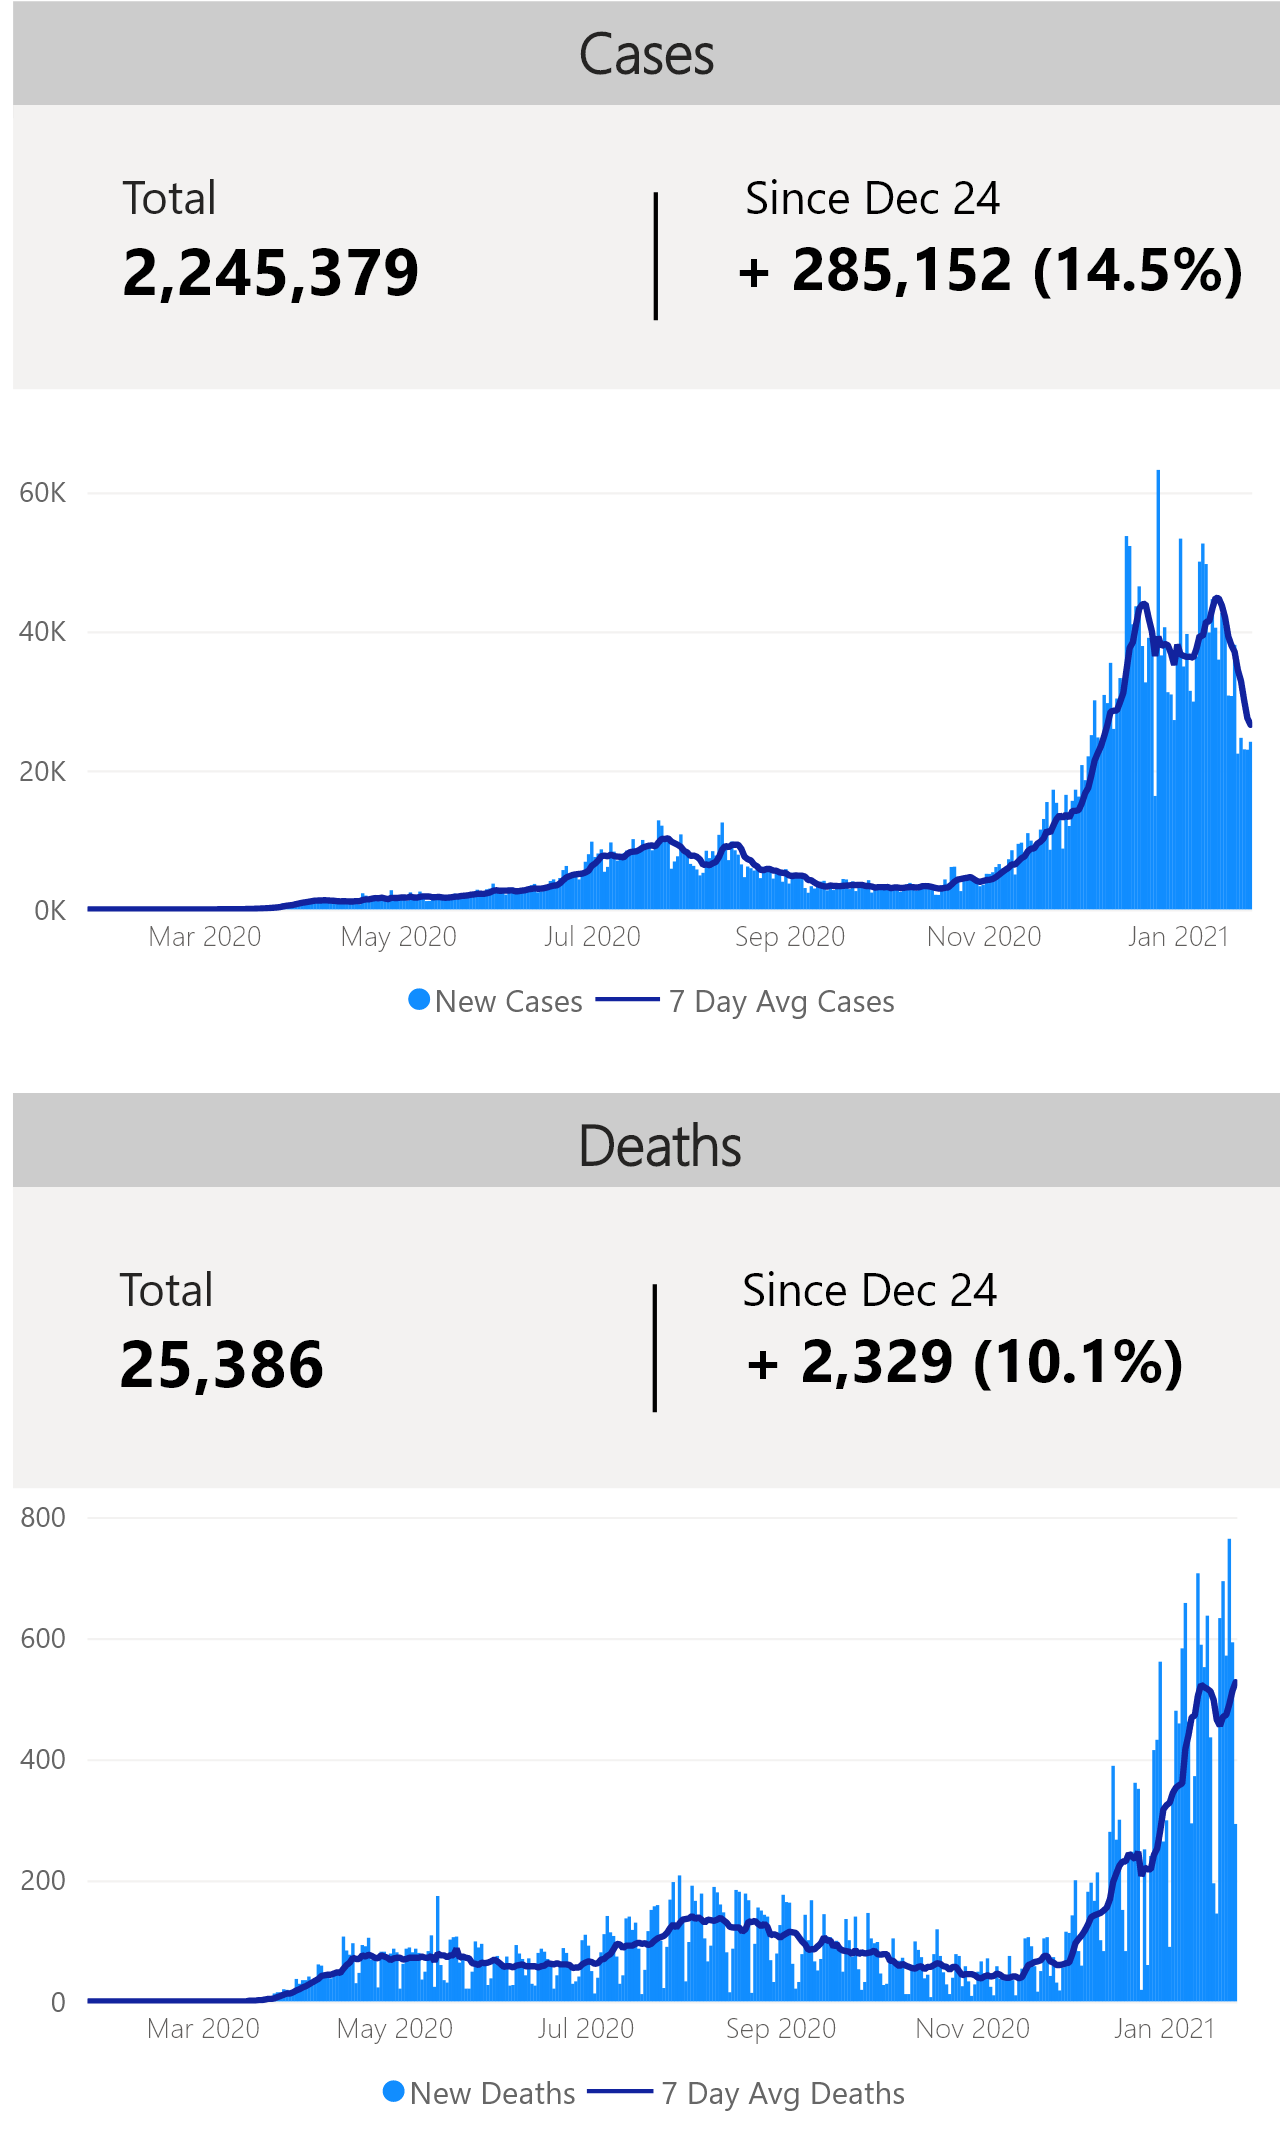 Cases
Total
Since Dec 24
2,245,379
+ 285,152 (14.5%)
60K
40K
20K
0K
Mar 2020 May 2020 Jul 2020 Sep 2020 Nov 2020 Jan 2021
New Cases 7 Day Avg Cases
Deaths
Total
Since Dec 24
25,386
+ 2,329 (10.1%)
800
600
400
200
0
Mar 2020 May 2020 Jul 2020 Sep 2020 Nov 2020 Jan 2021
New Deaths 7 Day Avg Deaths